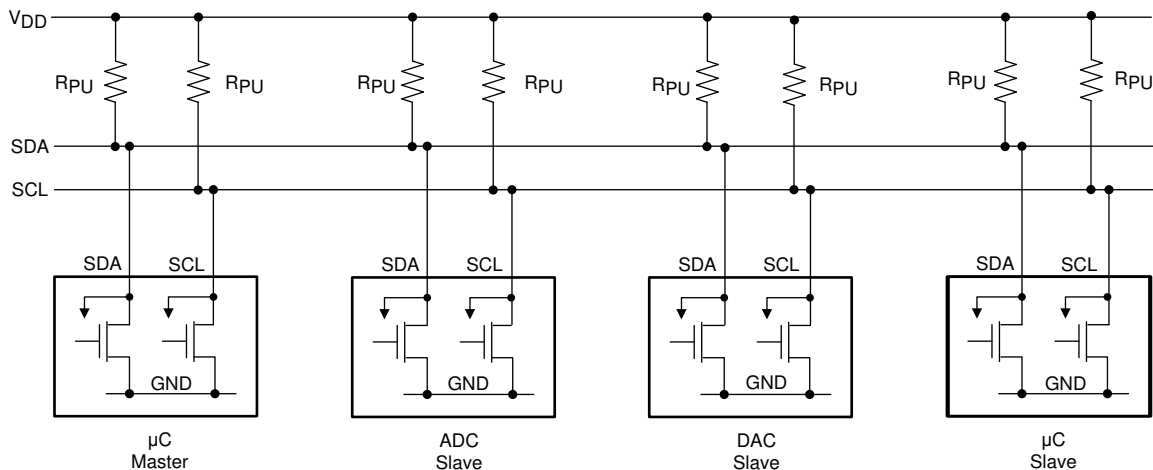 VDD
RPU RPU RPU RPU RPU RPU RPU RPU
SDA
SCL
SDA SCL SDA SCL SDA SCL SDA SCL
GND GND GND GND
µC
Master
ADC
Slave
DAC
Slave
µC
Slave